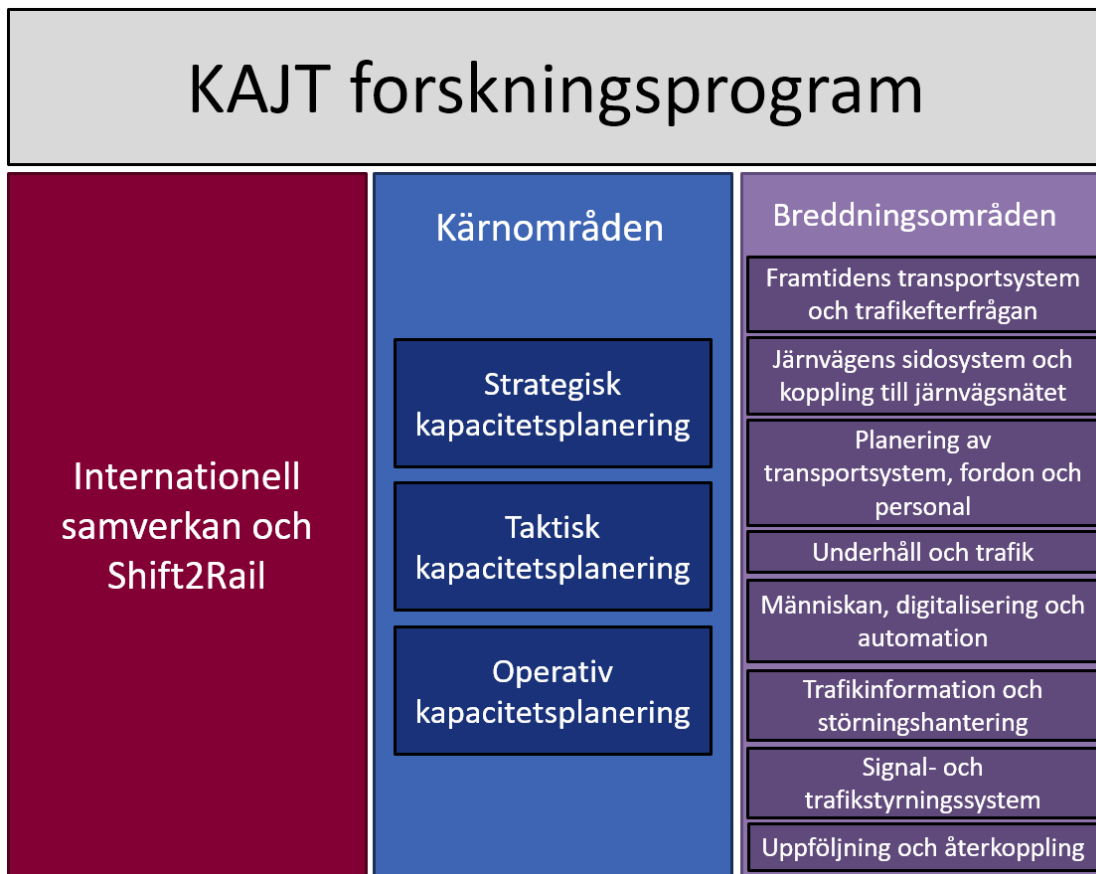 KAJT forskningsprogram
Internationell
samverkan och
Shift2Rail
Kärnområden
Strategisk
kapacitetsplanering
Taktisk
kapacitetsplanering
Operativ
kapacitetsplanering
Breddningsområden
Framtidens transportsystem
och trafikefterfrågan
Järnvägens sidosystem och
koppling till järnvägsnätet
Planering av
transportsystem, fordon och
personal
Underhåll och trafik
Människan, digitalisering och
automation
Trafikinformation och
störningshantering
Signal- och
trafikstyrningssystem
Uppföljning och återkoppling